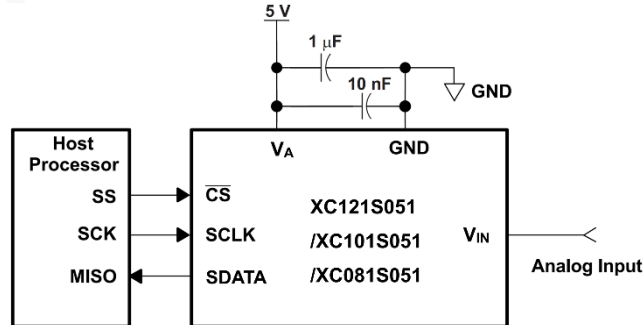 5 V
1 μF
10 nF
GND
Host
Processor
VA
GND
SS
CS
XC121S051
SCK
SCLK
/XC101S051
VIN
MISO
SDATA
/XC081S051
Analog Input